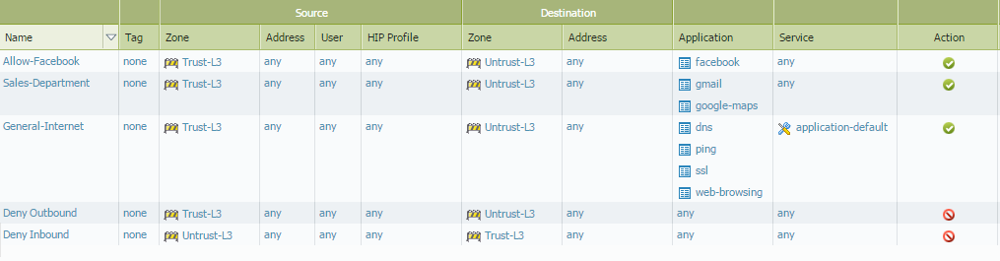 Source Destination
Name Tag Zone Address User HIP Profile Zone Address Application Service Action
Allow-Facebook none Trust-L3 any any any Untrust-L3 any facebook any
Sales-Department none Trust-L3 any any any Untrust-L3 any gmail any
google-maps
General-Internet none Trust-L3 any any any Untrust-L3 any dns application-default
ping
ssl
web-browsing
Deny Outbound none Trust-L3 any any any Untrust-L3 any any any
Deny Inbound none Untrust-L3 any any any Trust-L3 any any any